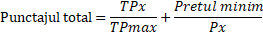 Punctajul total = TPx / TPmax + Pretul minim / Px